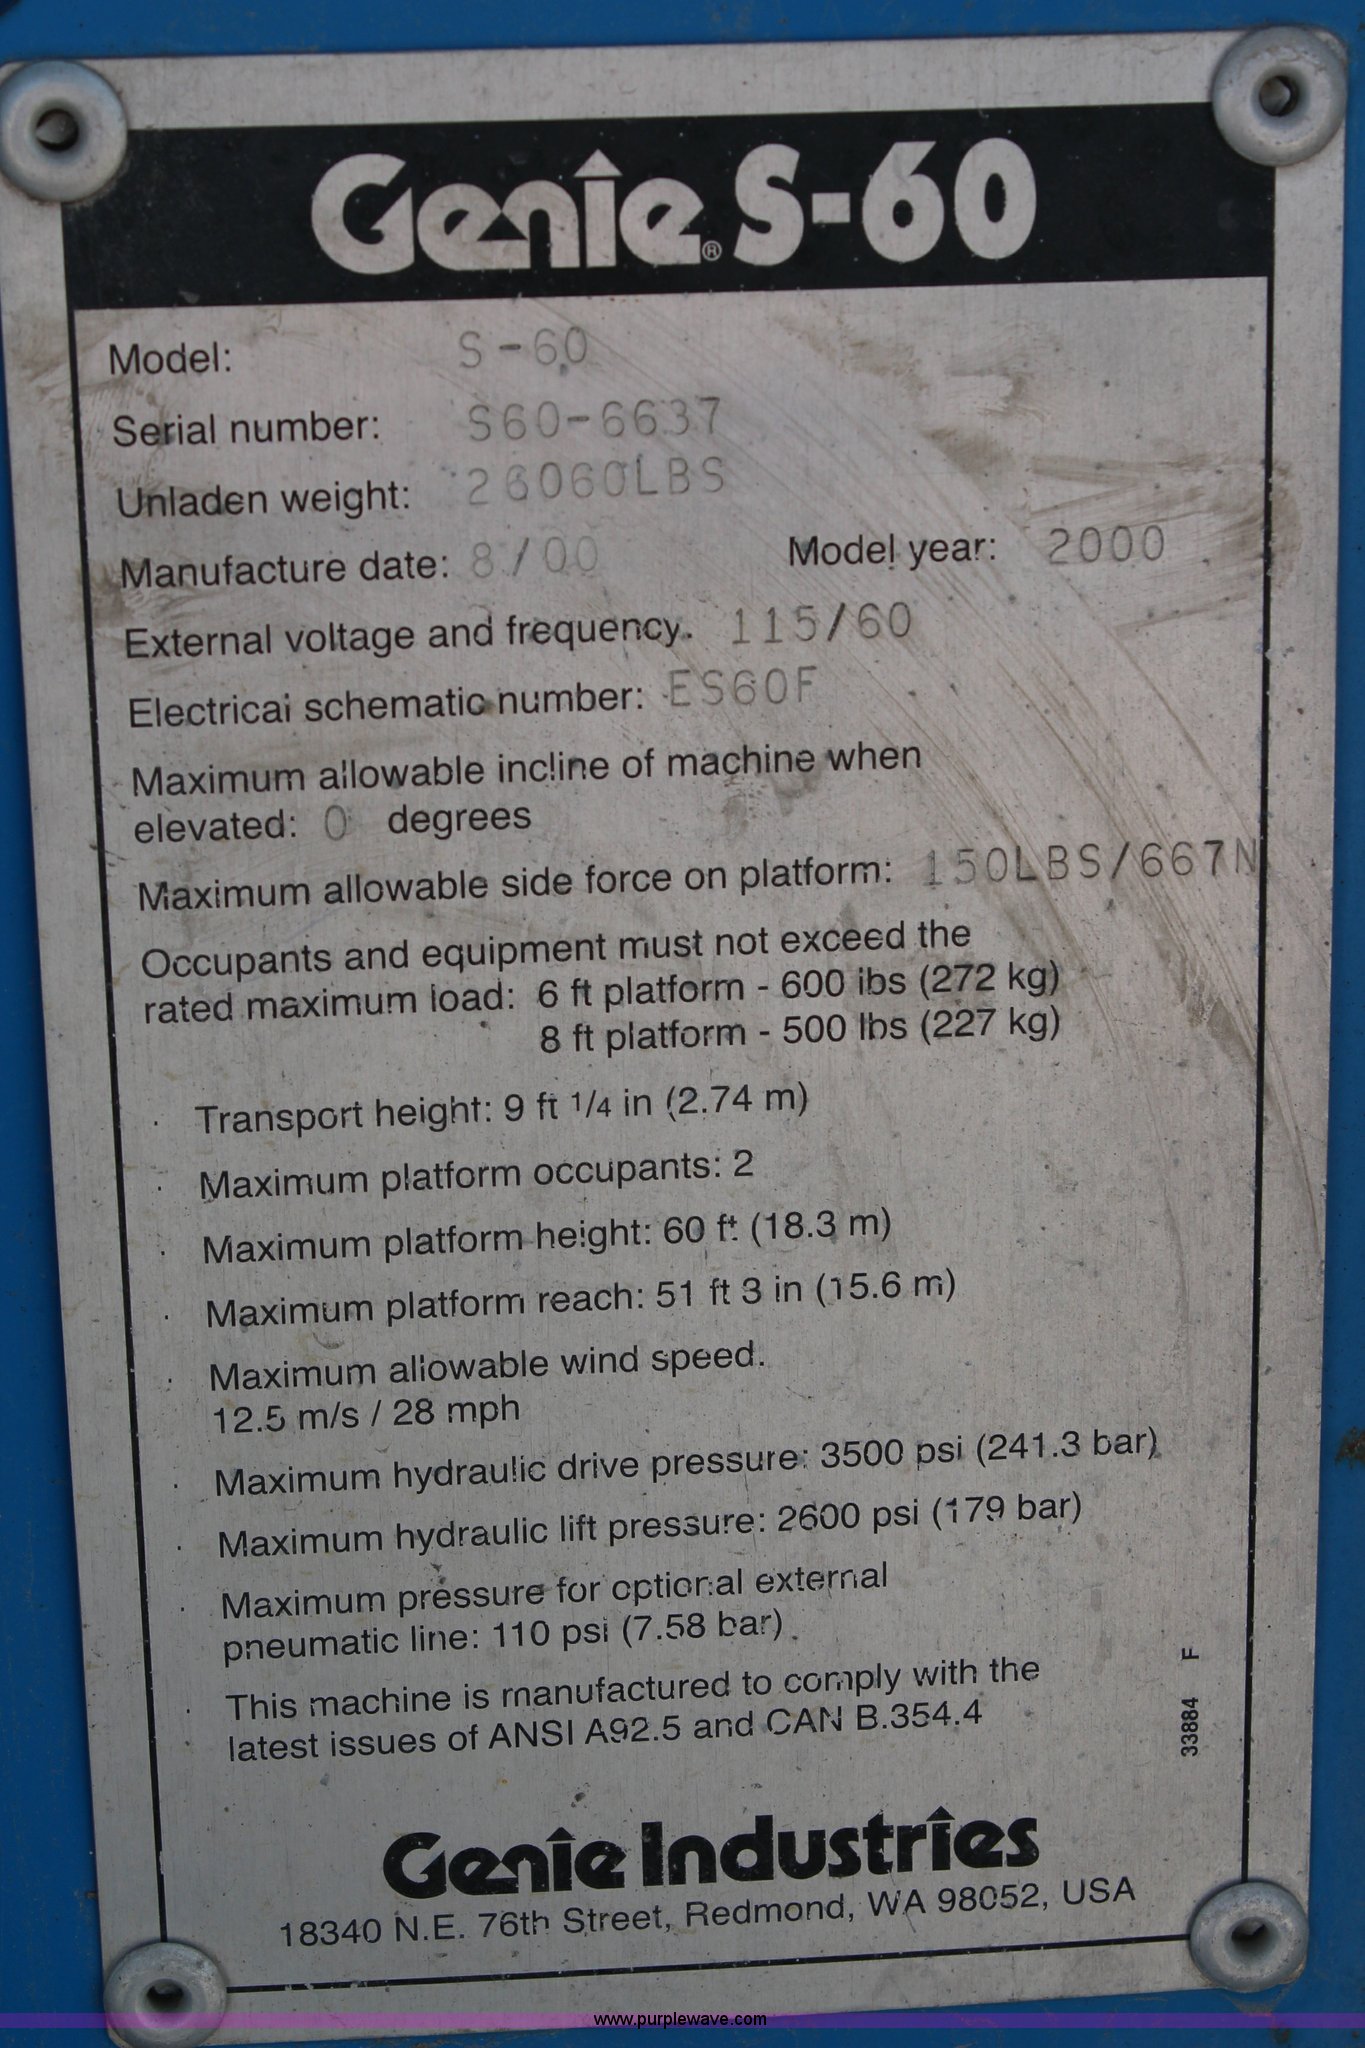 Genie® S-60
Model: S-60
Serial number: S60-6637
Unladen weight: 26060LBS
Manufacture date: 8/00 Model year: 2000
External voltage and frequency: 115/60
Electrical schematic number: ES60F
Maximum allowable incline of machine when
elevated: 0 degrees
Maximum allowable side force on platform: 150LBS/667N
Occupants and equipment must not exceed the
rated maximum load: 6 ft platform - 600 lbs (272 kg)
8 ft platform - 500 lbs (227 kg)
· Transport height: 9 ft 1/4 in (2.74 m)
· Maximum platform occupants: 2
· Maximum platform height: 60 ft (18.3 m)
· Maximum platform reach: 51 ft 3 in (15.6 m)
· Maximum allowable wind speed:
12.5 m/s / 28 mph
· Maximum hydraulic drive pressure: 3500 psi (241.3 bar)
· Maximum hydraulic lift pressure: 2600 psi (179 bar)
· Maximum pressure for optional external
pneumatic line: 110 psi (7.58 bar)
· This machine is manufactured to comply with the
latest issues of ANSI A92.5 and CAN B.354.4
33884 F
Genie Industries
18340 N.E. 76th Street, Redmond, WA 98052, USA
www.purplewave.com